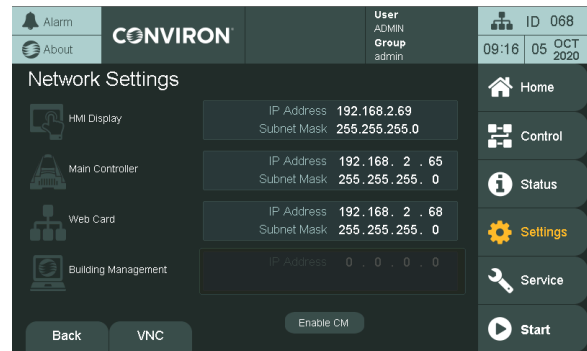 Alarm
About
CONVIRON
User
ADMIN
Group
admin
ID 068
09:16 05 OCT 2020
Network Settings
HMI Display
IP Address 192.168.2.69
Subnet Mask 255.255.255.0
Main Controller
IP Address 192.168. 2 . 65
Subnet Mask 255.255.255. 0
Web Card
IP Address 192.168. 2 . 68
Subnet Mask 255.255.255. 0
Building Management
IP Address 0 . 0 . 0 . 0
Back
VNC
Enable CM
Home
Control
Status
Settings
Service
Start